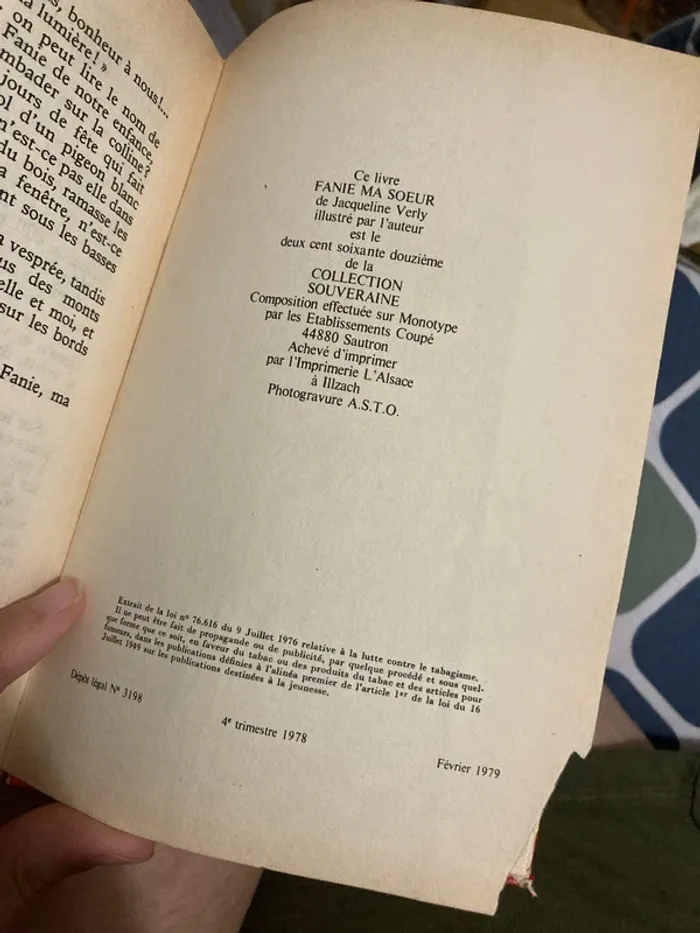 s, bonheur à nous!...
a lumière! »
on peut lire le nom de
Fanie de notre enfance,
mbader sur la colline?
jours de fête qui fait
ol d'un pigeon blanc
n'est-ce pas elle dans
du bois, ramasse les
a fenêtre, n'est-ce
nt sous les basses
a vesprée, tandis
us des monts
elle et moi, et
sur les bords
Fanie, ma
Ce livre
FANIE MA SOEUR
de Jacqueline Verly
illustré par l'auteur
est le
deux cent soixante douzième
de la
COLLECTION
SOUVERAINE
Composition effectuée sur Monotype
par les Etablissements Coupé
44880 Sautron
Achevé d'imprimer
par l'Imprimerie L'Alsace
à Illzach
Photogravure A.S.T.O.
Extrait de la loi n° 76.616 du 9 Juillet 1976 relative à la lutte contre le tabagisme.
Il ne peut être fait de propagande ou de publicité, par quelque procédé et sous quel-
que forme que ce soit, en faveur du tabac ou des produits du tabac et des articles pour
fumeurs, dans les publications définies à l'alinéa premier de l'article 1er de la loi du 16
Juillet 1949 sur les publications destinées à la jeunesse.
Dépôt légal N° 3198
4e trimestre 1978
Février 1979